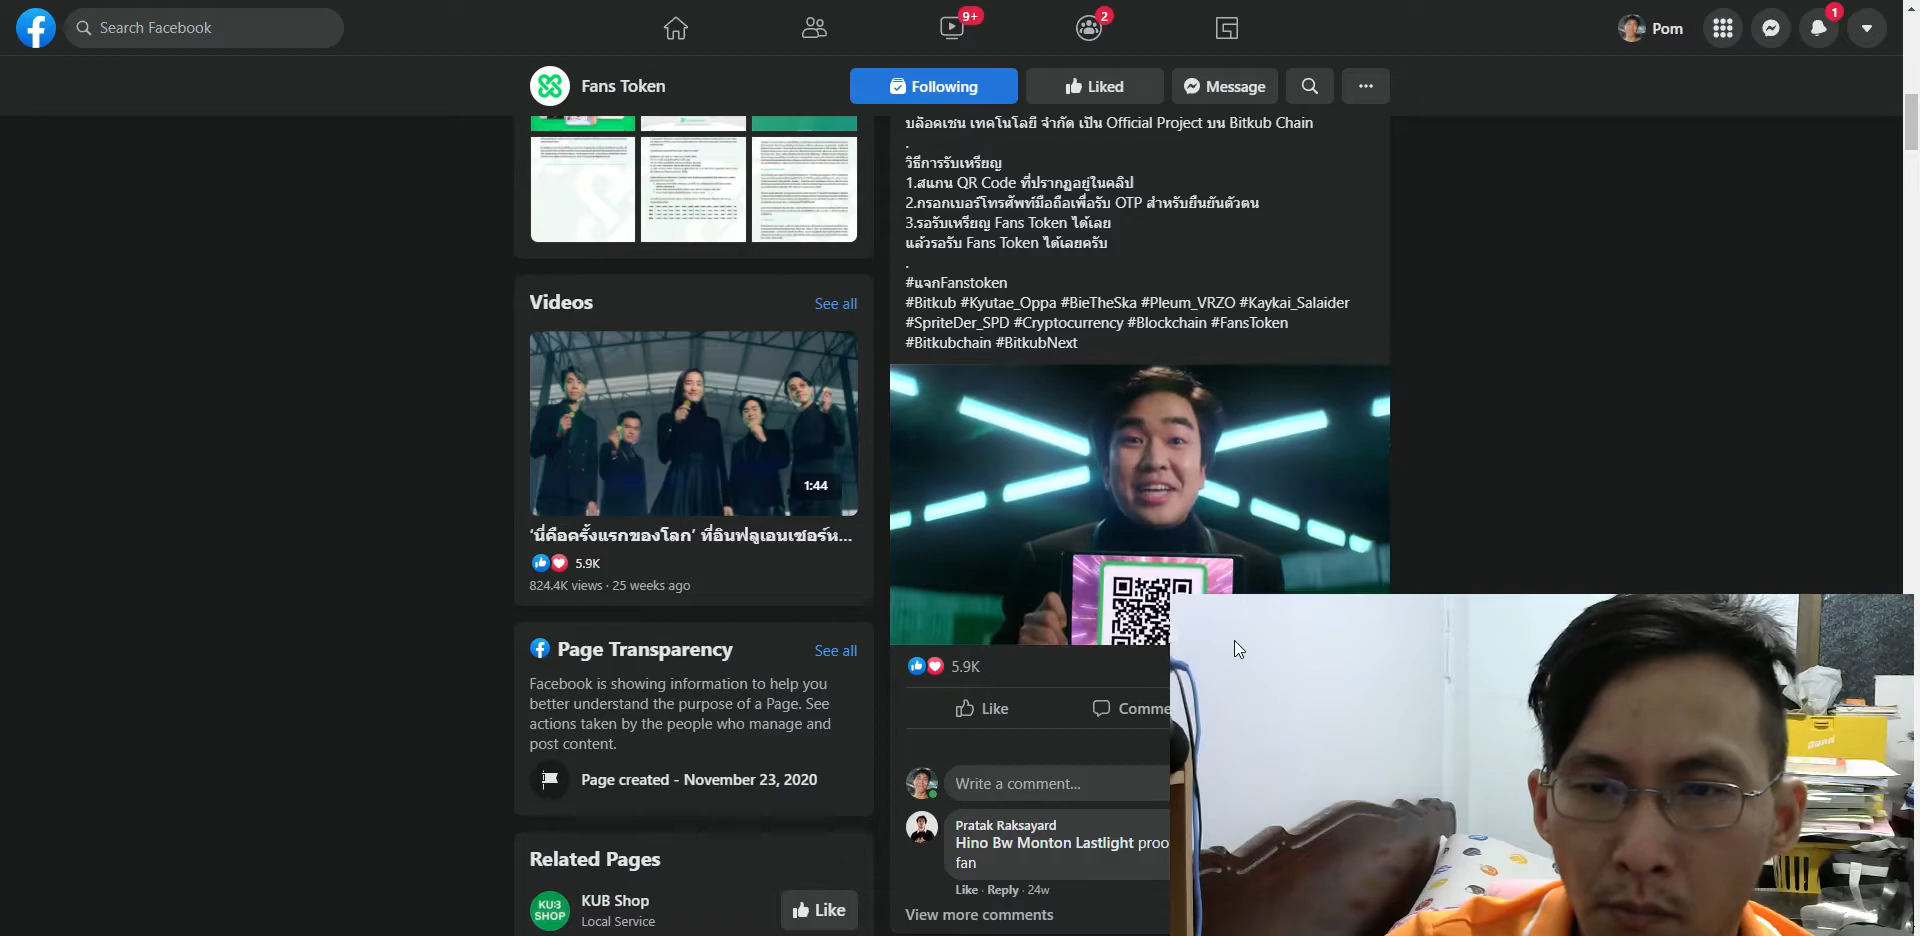 Search Facebook
9+
2
Pom
1
Fans Token
Following
Liked
Message
บล็อคเชน เทคโนโลยี จำกัด เป็น Official Project บน Bitkub Chain
.
วิธีการรับเหรียญ
1.สแกน QR Code ที่ปรากฏอยู่ในคลิป
2.กรอกเบอร์โทรศัพท์มือถือเพื่อรับ OTP สำหรับยืนยันตัวตน
3.รอรับเหรียญ Fans Token ได้เลย
แล้วรอรับ Fans Token ได้เลยครับ
.
#แจกFanstoken
#Bitkub #Kyutae_Oppa #BieTheSka #Pleum_VRZO #Kaykai_Salaider
#SpriteDer_SPD #Cryptocurrency #Blockchain #FansToken
#Bitkubchain #BitkubNext
Videos
See all
1:44
‘นี่คือครั้งแรกของโลก’ ที่อินฟลูเอนเซอร์ห...
5.9K
824.4K views · 25 weeks ago
Page Transparency
See all
Facebook is showing information to help you
better understand the purpose of a Page. See
actions taken by the people who manage and
post content.
Page created - November 23, 2020
Related Pages
KUB SHOP
KUB Shop
Local Service
Like
5.9K
Like
Comme
Write a comment...
Pratak Raksayard
Hino Bw Monton Lastlight proo
fan
Like · Reply · 24w
View more comments